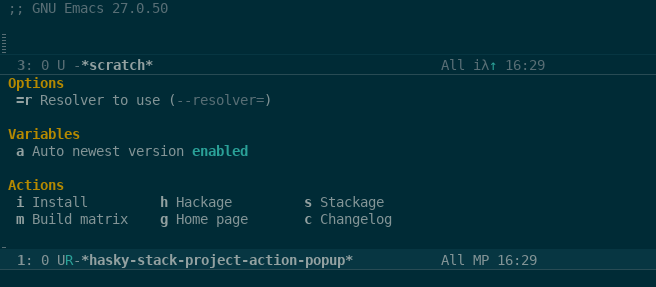 ;; GNU Emacs 27.0.50
3: 0 U -*scratch* All iλ↑ 16:29
Options
=r Resolver to use (--resolver=)
Variables
a Auto newest version enabled
Actions
i Install h Hackage s Stackage
m Build matrix g Home page c Changelog
1: 0 UR-*hasky-stack-project-action-popup* All MP 16:29